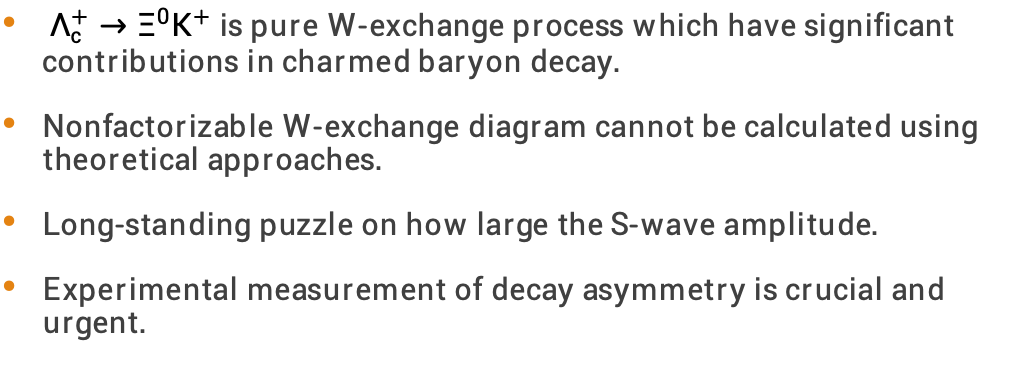 • Λc+ → Ξ0K+ is pure W-exchange process which have significant
contributions in charmed baryon decay.
• Nonfactorizable W-exchange diagram cannot be calculated using
theoretical approaches.
• Long-standing puzzle on how large the S-wave amplitude.
• Experimental measurement of decay asymmetry is crucial and
urgent.